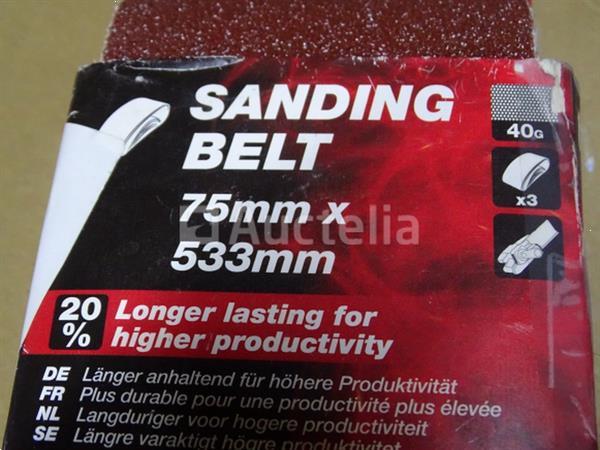 SANDING
BELT
75mm x
533mm
40G
x3
Auctelia
20
%
Longer lasting for
higher productivity
DE Länger anhaltend für höhere Produktivität
FR Plus durable pour une productivité plus élevée
NL Langduriger voor hogere productiviteit
SE Längre varaktigt högre produktivitet